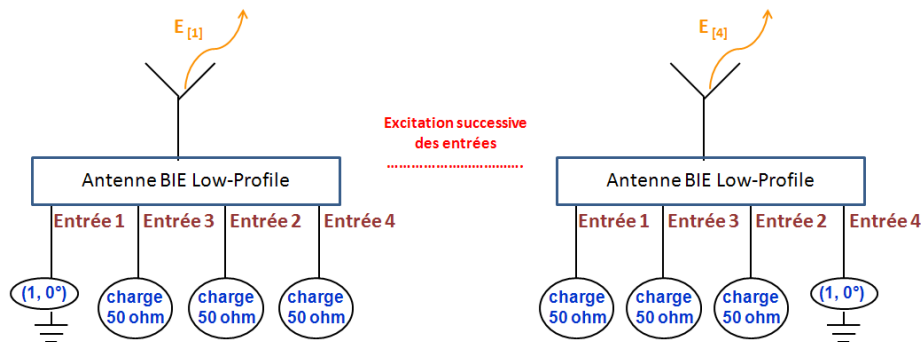 E [1]
E [4]
Excitation successive
des entrées
................................
Antenne BIE Low-Profile
Antenne BIE Low-Profile
Entrée 1 Entrée 3 Entrée 2 Entrée 4
Entrée 1 Entrée 3 Entrée 2 Entrée 4
(1, 0°)
charge
50 ohm
charge
50 ohm
charge
50 ohm
charge
50 ohm
charge
50 ohm
charge
50 ohm
(1, 0°)